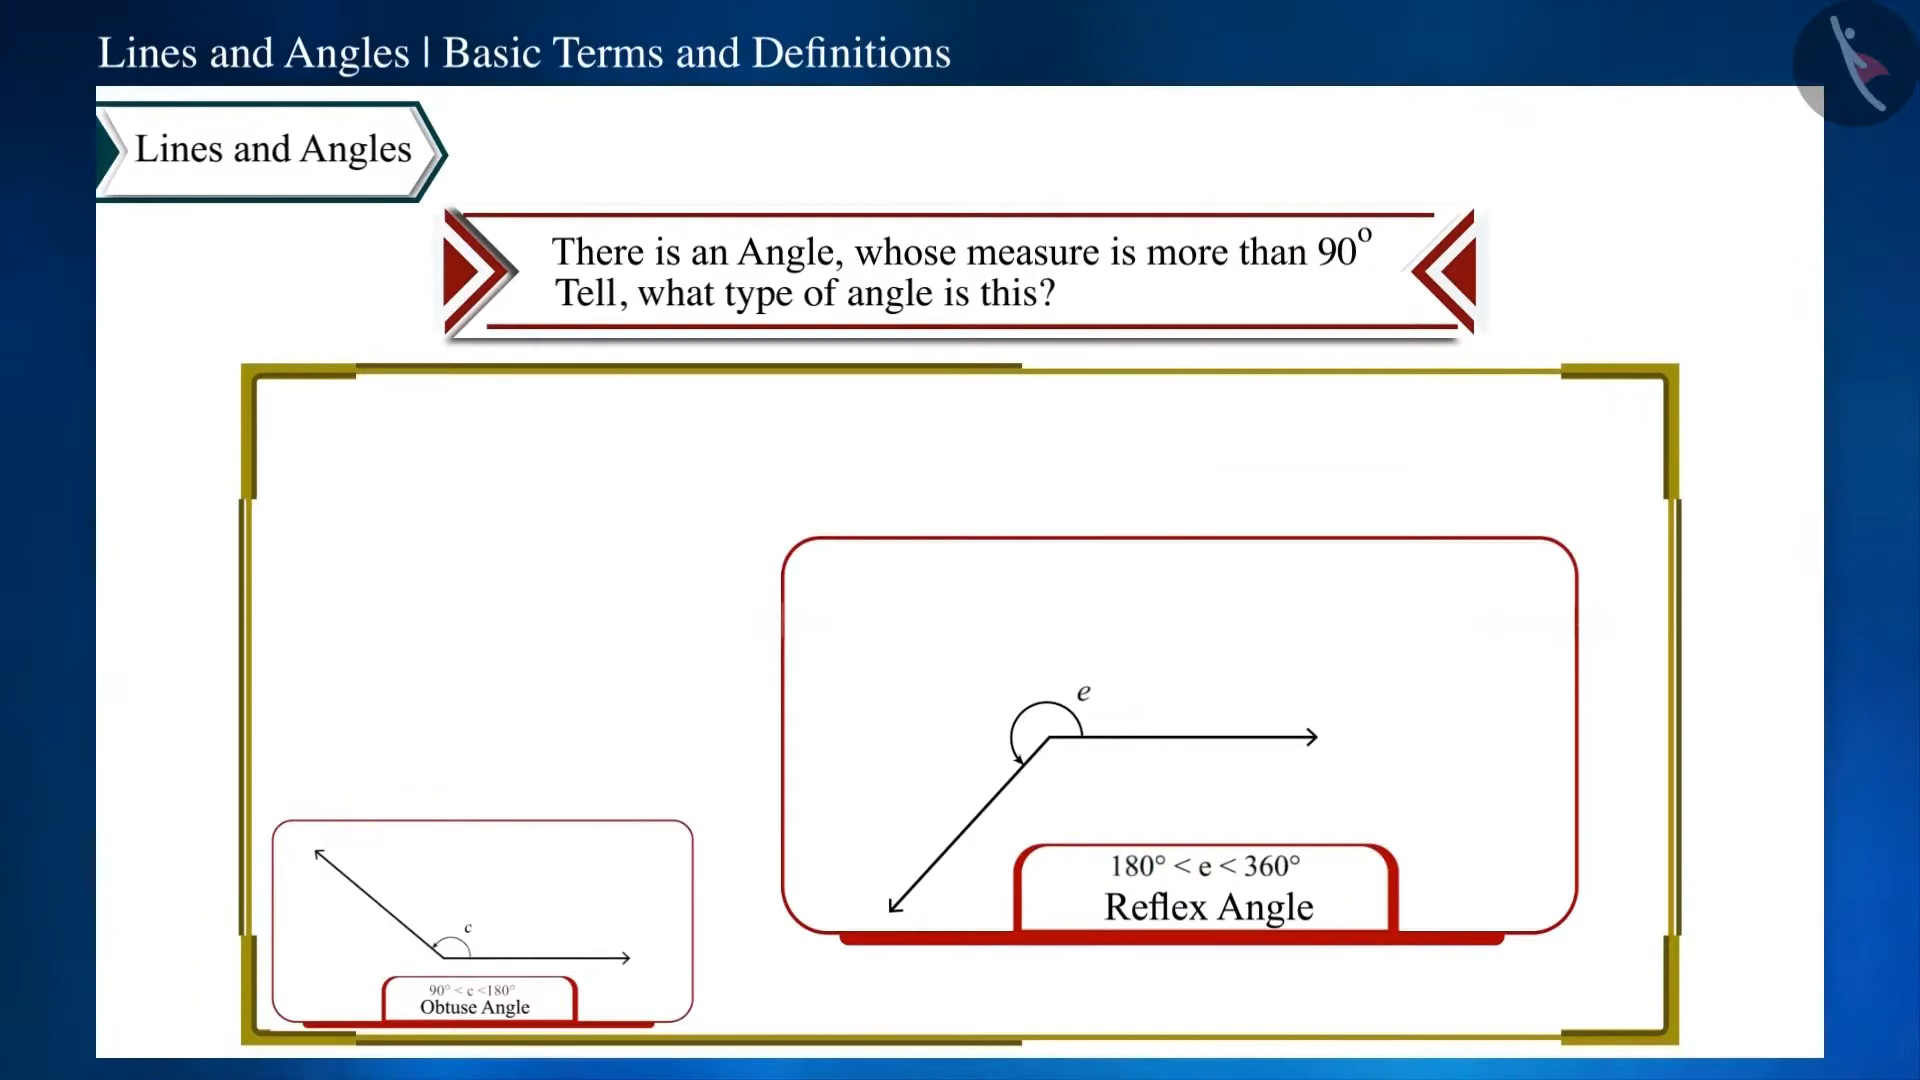 Lines and Angles | Basic Terms and Definitions
Lines and Angles
There is an Angle, whose measure is more than 90°
Tell, what type of angle is this?
e
180° < e < 360°
Reflex Angle
c
90° < c <180°
Obtuse Angle